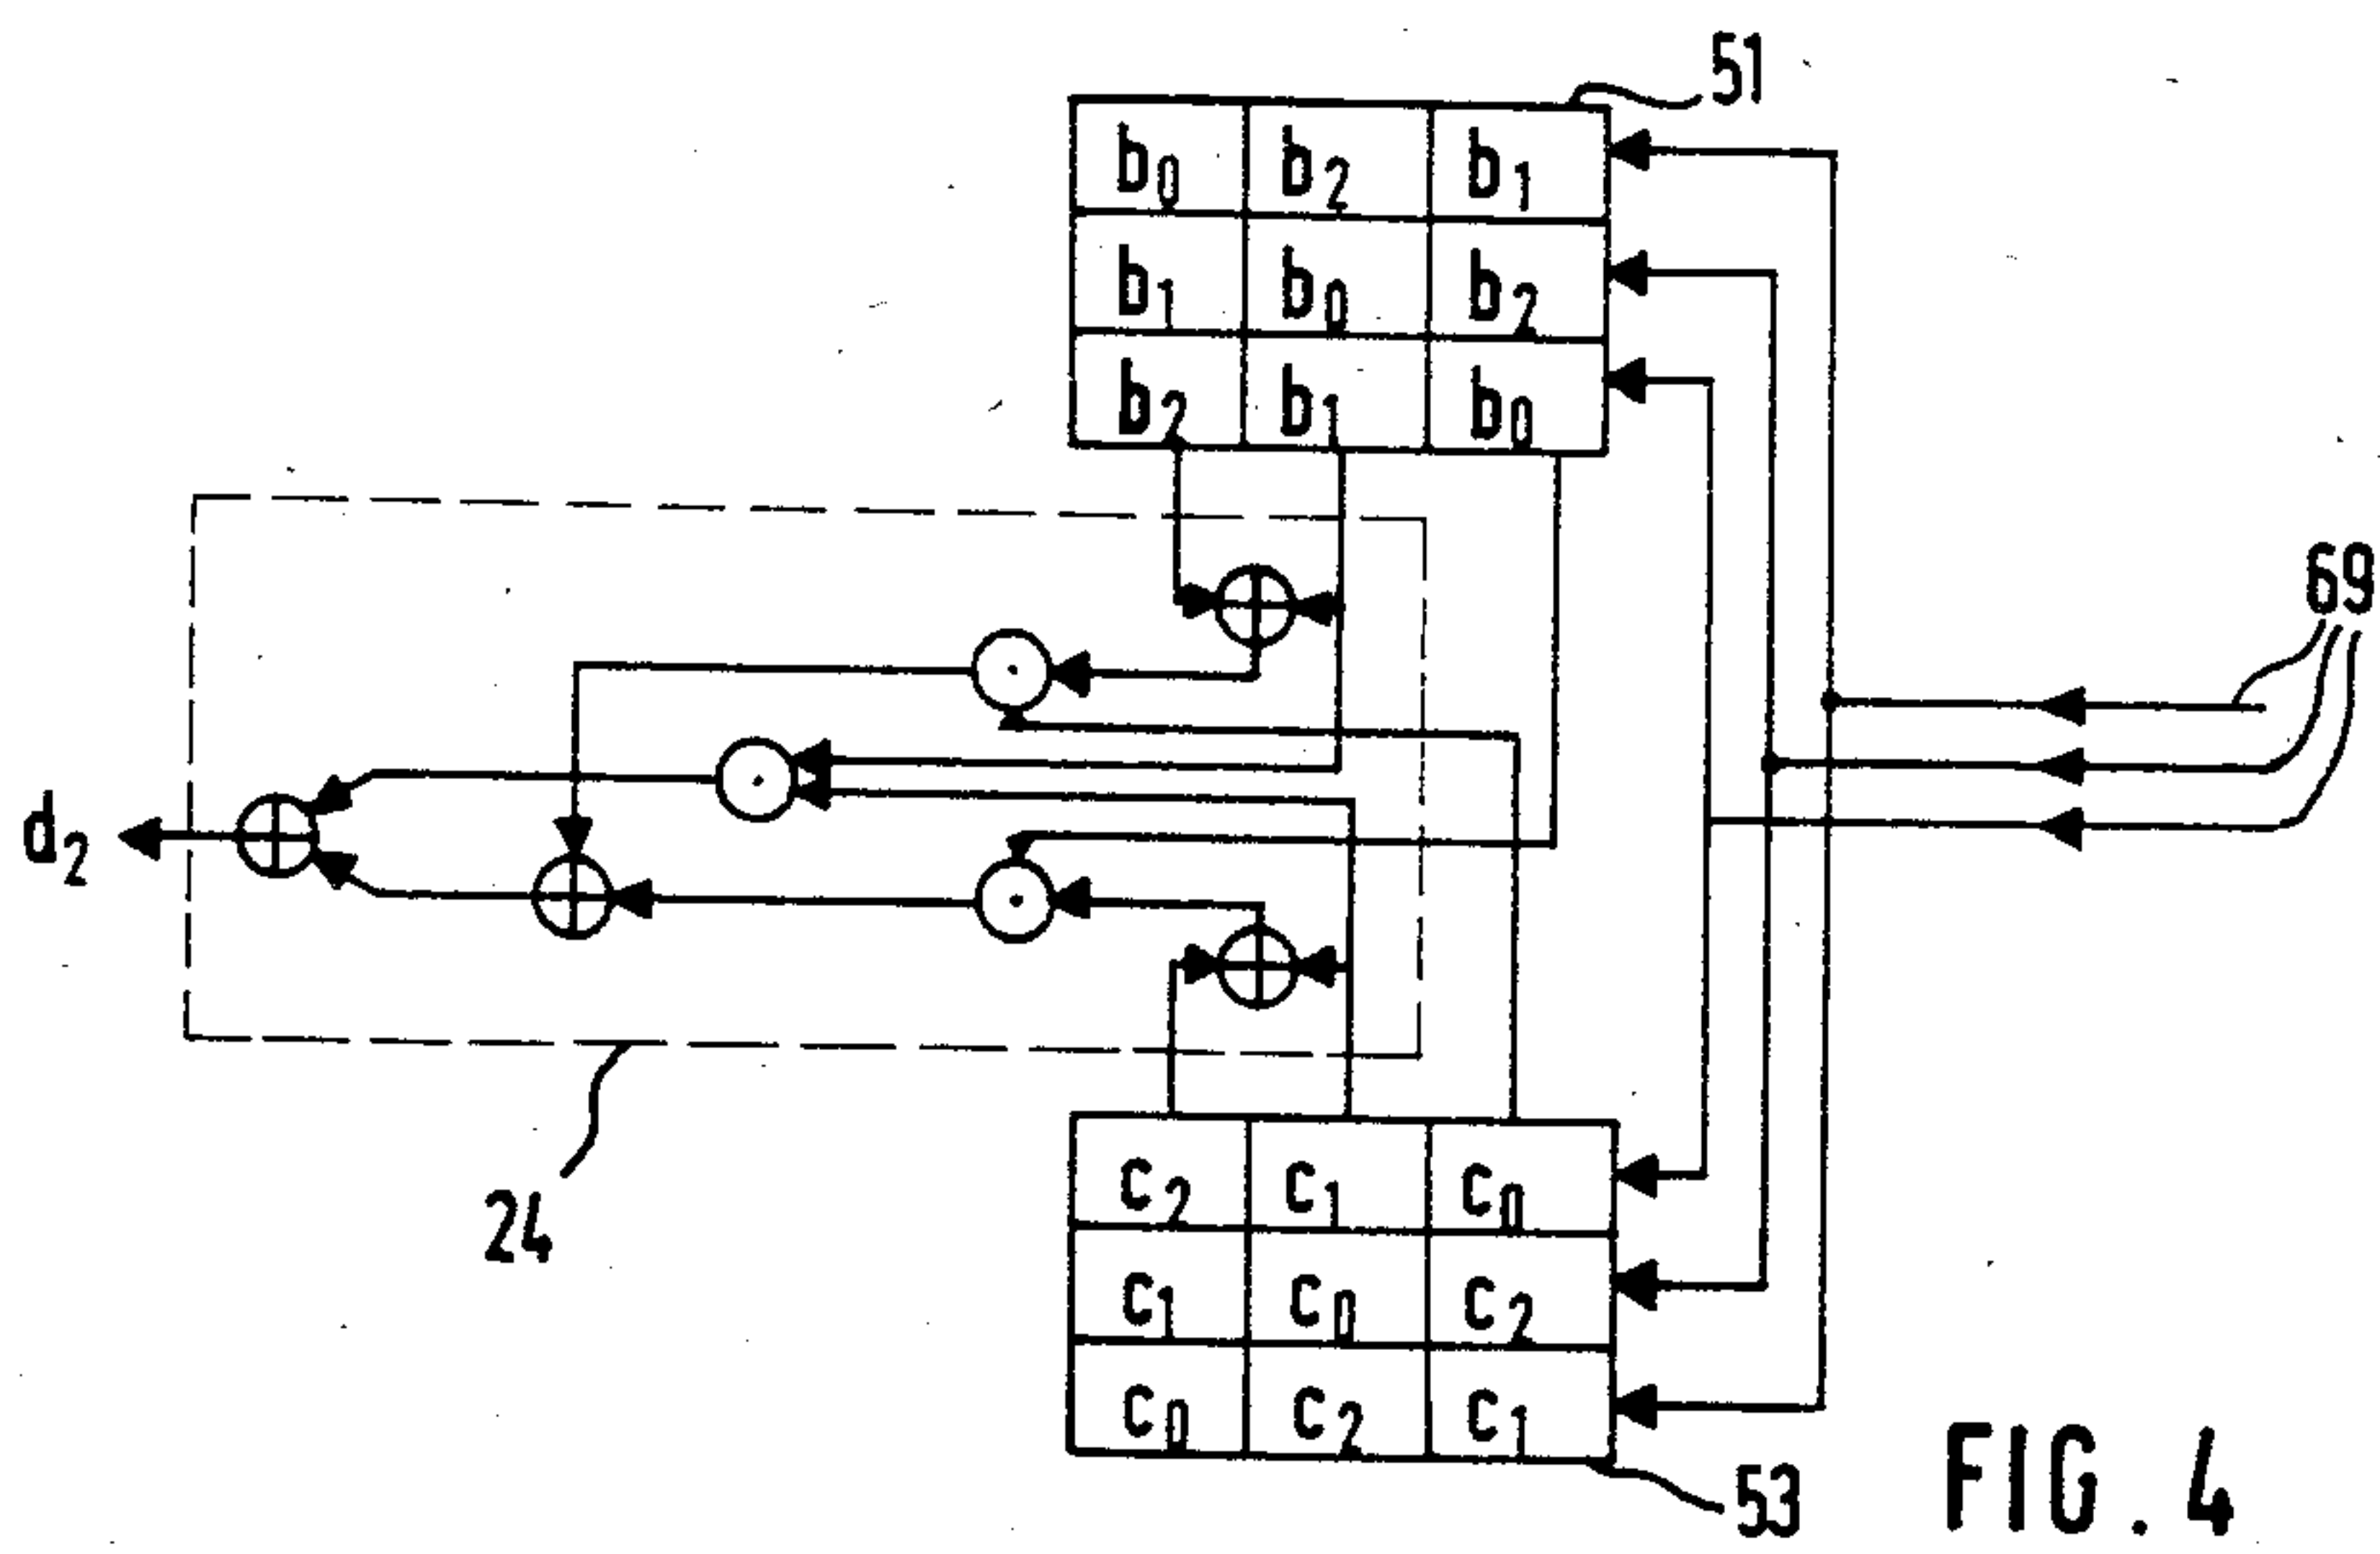 51
b₀ b₂ b₁
b₁ b₀ b₂
b₂ b₁ b₀
69
d₂
24
c₂ c₁ c₀
c₁ c₀ c₂
c₀ c₂ c₁
53
FIG. 4